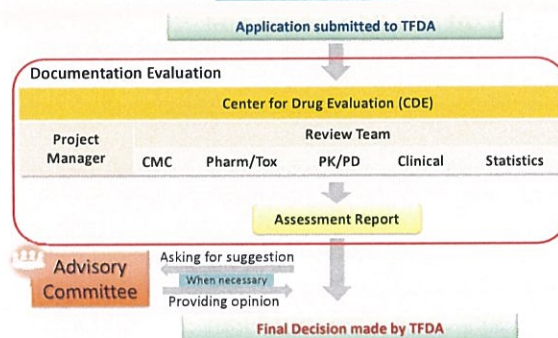 Application submitted to TFDA
Documentation Evaluation
Center for Drug Evaluation (CDE)
Project Manager
Review Team
CMC Pharm/Tox PK/PD Clinical Statistics
Assessment Report
Advisory Committee
Asking for suggestion
When necessary
Providing opinion
Final Decision made by TFDA